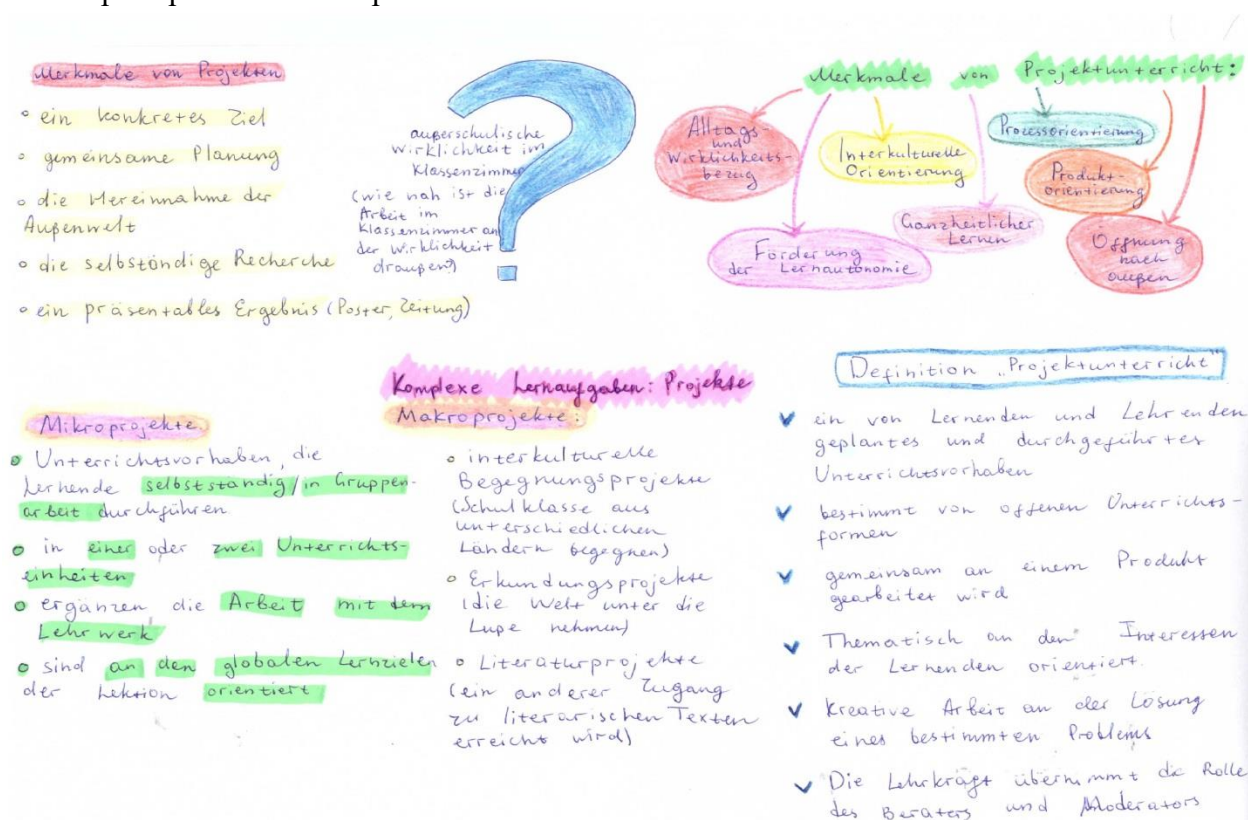 Merkmale von Projekten
ein konkretes Ziel
gemeinsame Planung
die Hereinnahme der
Außenwelt
die selbständige Recherche
ein präsentables Ergebnis (Poster, Zeitung)
außerschulische
Wirklichkeit im
Klassenzimmer
(wie nah ist die
Arbeit im
Klassenzimmer an
der Wirklichkeit
draußen?)
?
Merkmale von Projektunterricht:
Alltags
und
Wirklichkeits-
bezug
Förderung
der Lernautonomie
Interkulturelle
Orientierung
Ganzheitlicher
Lernen
Prozessorientierung
Produkt-
orientierung
Öffnung
nach
außen
Komplexe Lernaufgaben: Projekte
Mikroprojekte.
Unterrichtsvorhaben, die
Lernende selbstständig/in Gruppen-
arbeit durchführen
in einer oder zwei Unterrichts-
einheiten
ergänzen die Arbeit mit dem
Lehrwerk
sind an den globalen Lernzielen
der Lektion orientiert
Makroprojekte:
interkulturelle
Begegnungsprojekte
(Schulklasse aus
unterschiedlichen
Ländern begegnen)
Erkundungsprojekte
(die Welt unter die
Lupe nehmen)
Literaturprojekte
(ein anderer Zugang
zu literarischen Texten
erreicht wird)
Definition „Projektunterricht"
ein von Lernenden und Lehrenden
geplantes und durchgeführtes
Unterrichtsvorhaben
bestimmt von offenen Unterrichts-
formen
gemeinsam an einem Produkt
gearbeitet wird
Thematisch an den Interessen
der Lernenden orientiert.
kreative Arbeit an der Lösung
eines bestimmten Problems
Die Lehrkraft übernimmt die Rolle
des Beraters und Moderators